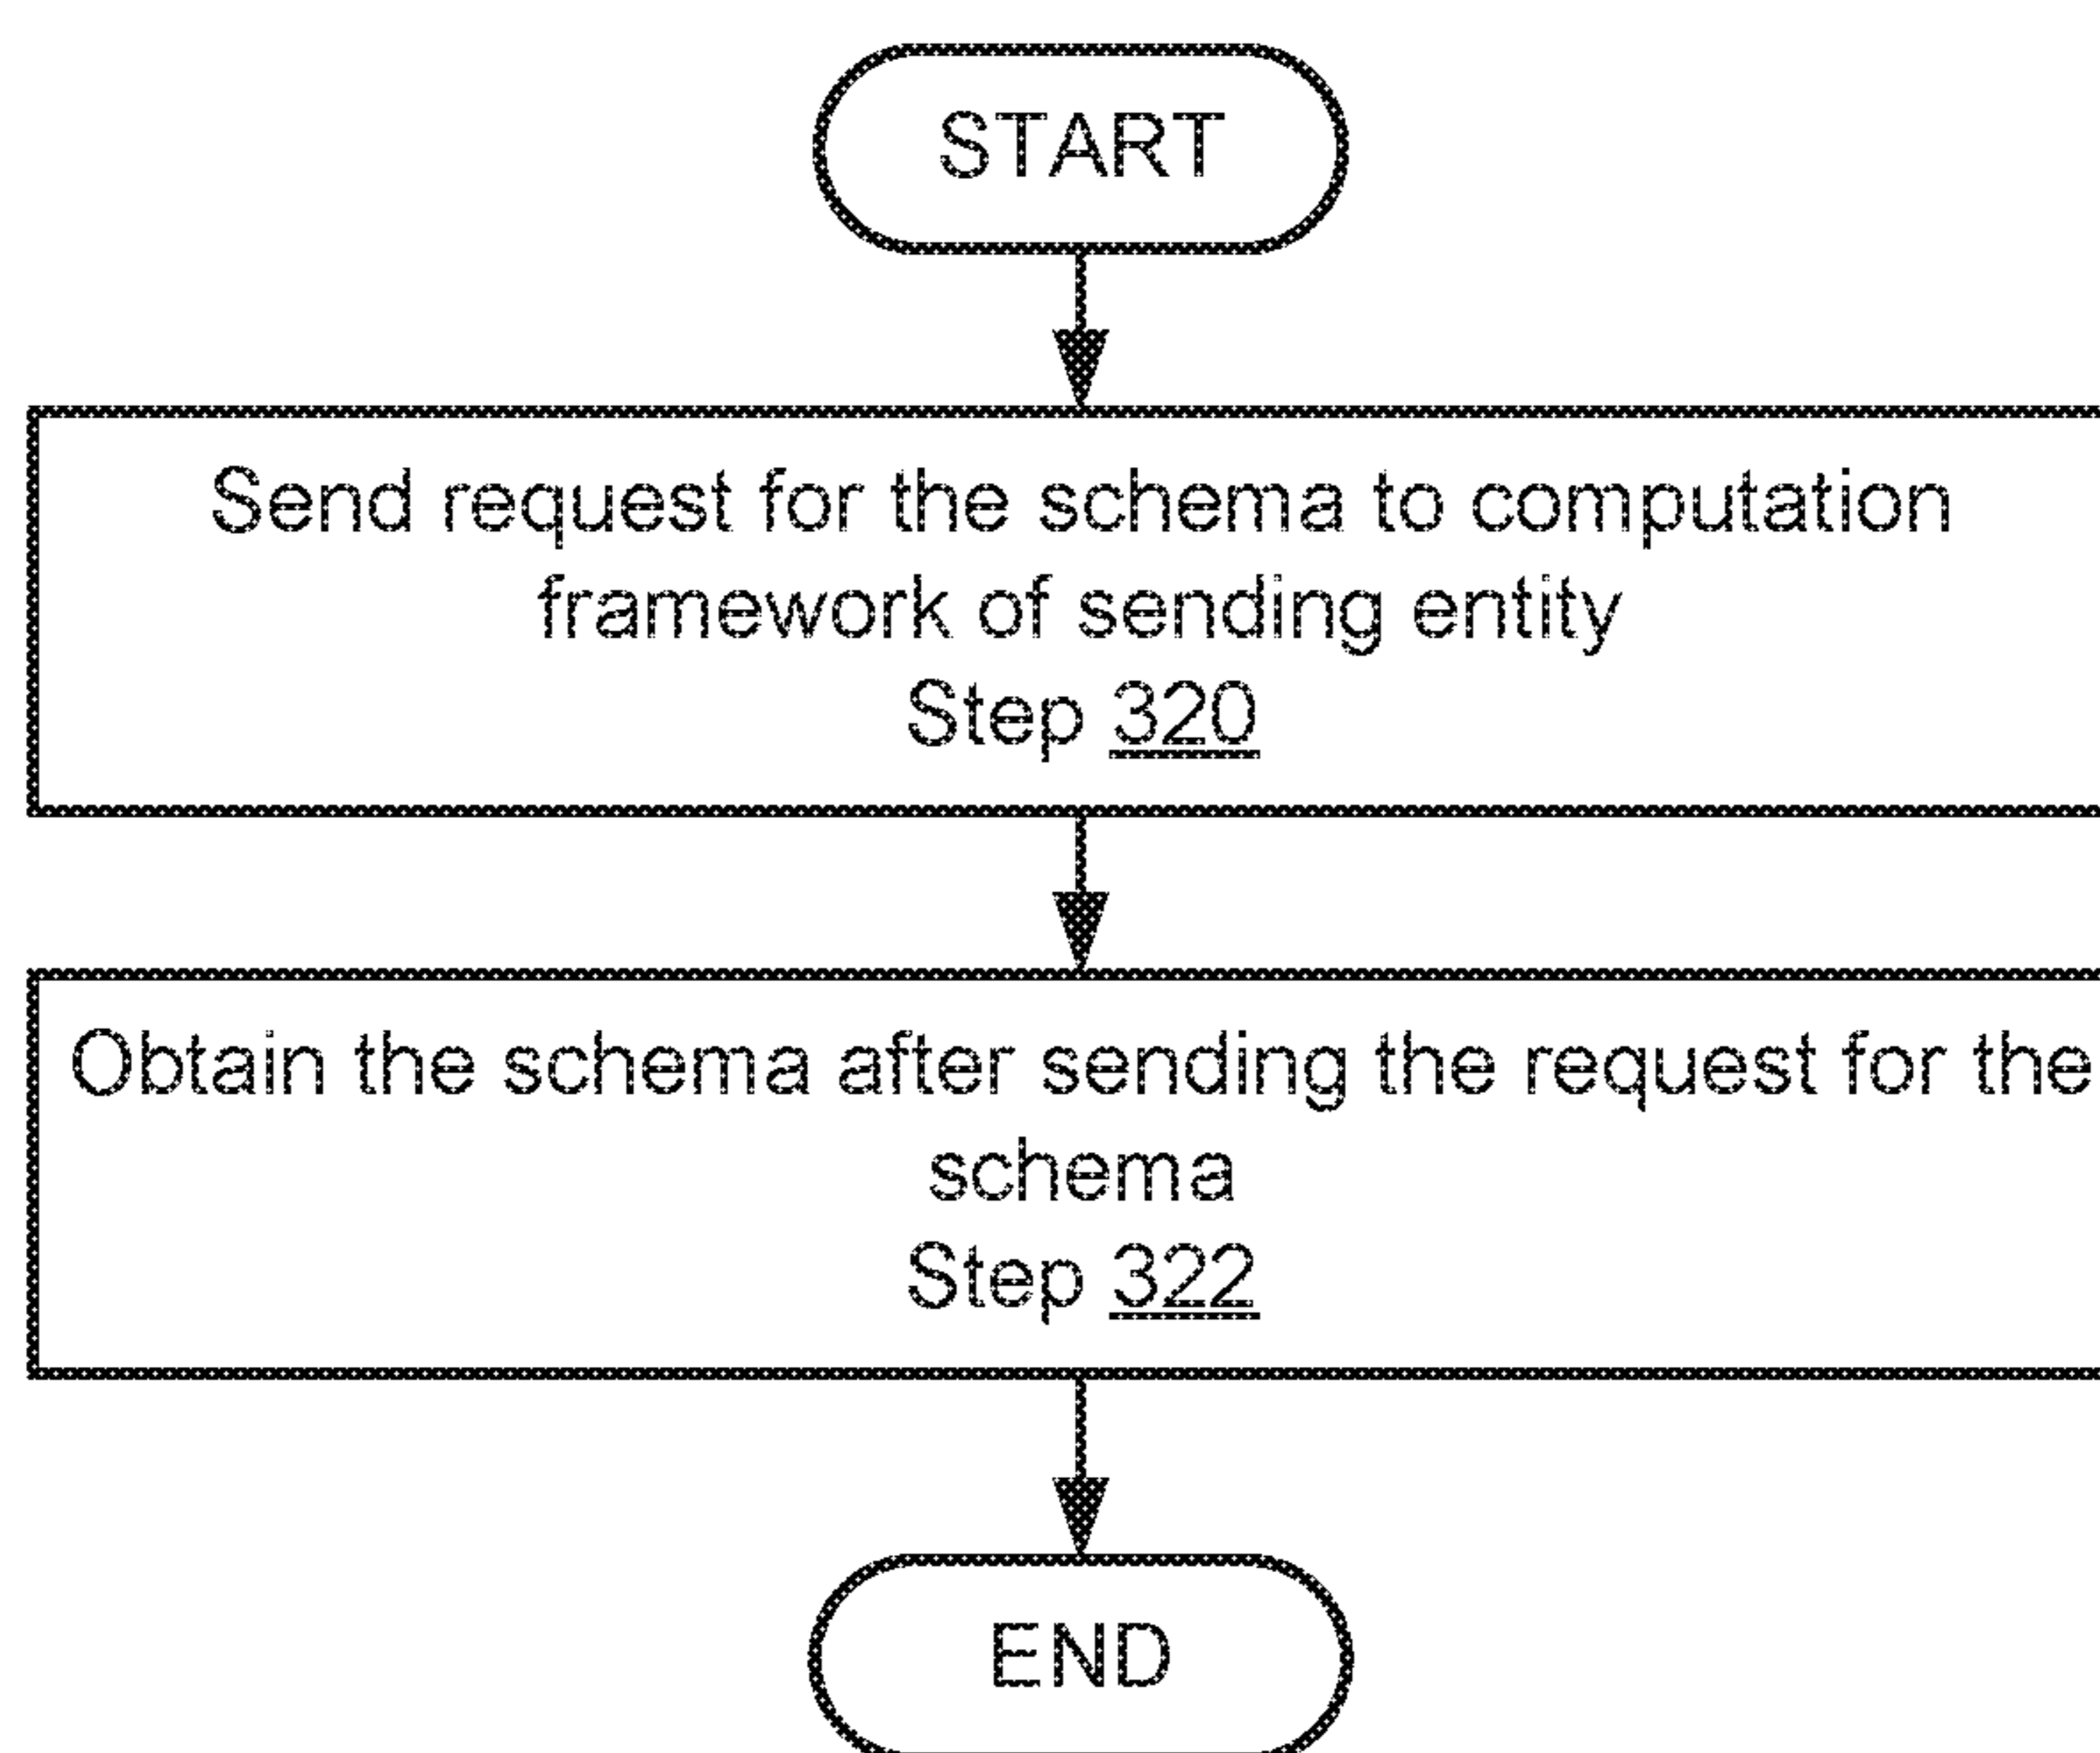 START
Send request for the schema to computation
framework of sending entity
Step 320
Obtain the schema after sending the request for the
schema
Step 322
END